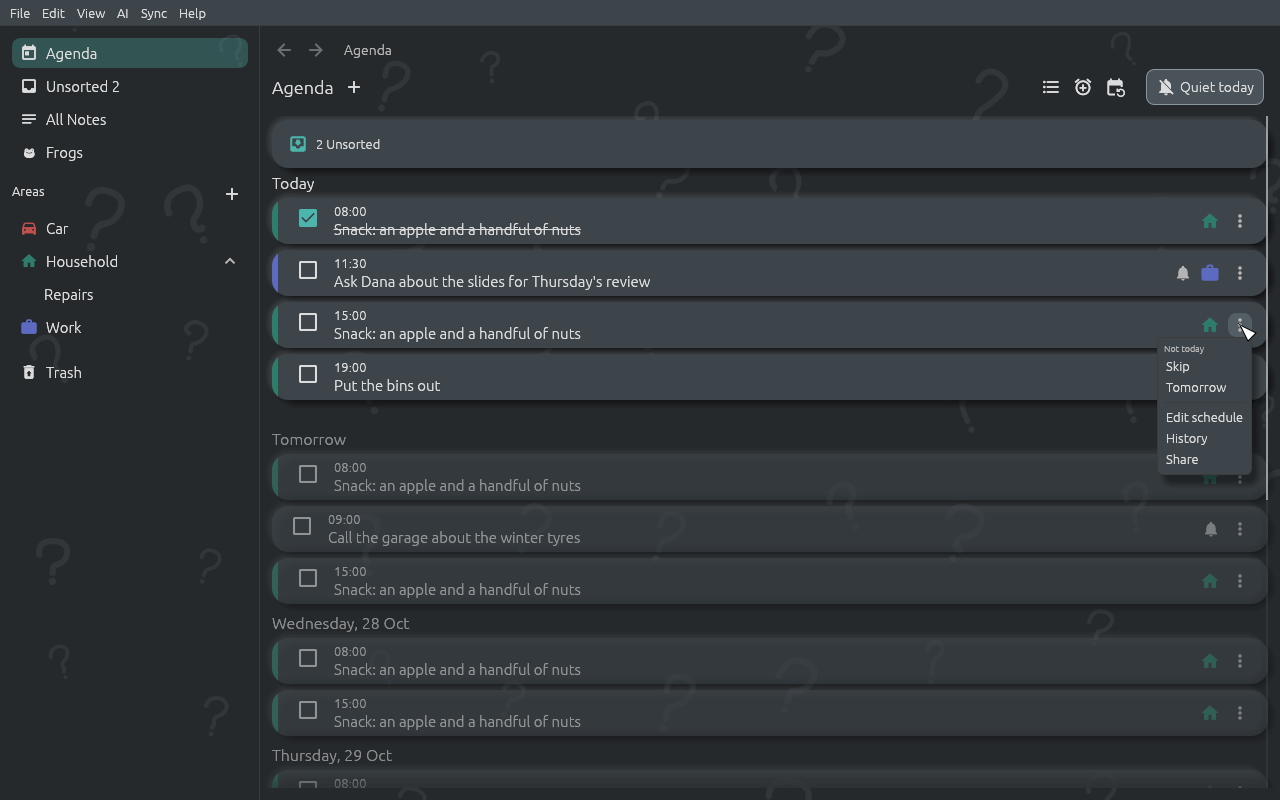 File Edit View AI Sync Help
Agenda
Unsorted 2
All Notes
Frogs
Areas
Car
Household
Repairs
Work
Trash
Agenda
Agenda
Quiet today
2 Unsorted
Today
08:00
Snack: an apple and a handful of nuts
11:30
Ask Dana about the slides for Thursday's review
15:00
Snack: an apple and a handful of nuts
19:00
Put the bins out
Not today
Skip
Tomorrow
Edit schedule
History
Share
Tomorrow
08:00
Snack: an apple and a handful of nuts
09:00
Call the garage about the winter tyres
15:00
Snack: an apple and a handful of nuts
Wednesday, 28 Oct
08:00
Snack: an apple and a handful of nuts
15:00
Snack: an apple and a handful of nuts
Thursday, 29 Oct
08:00